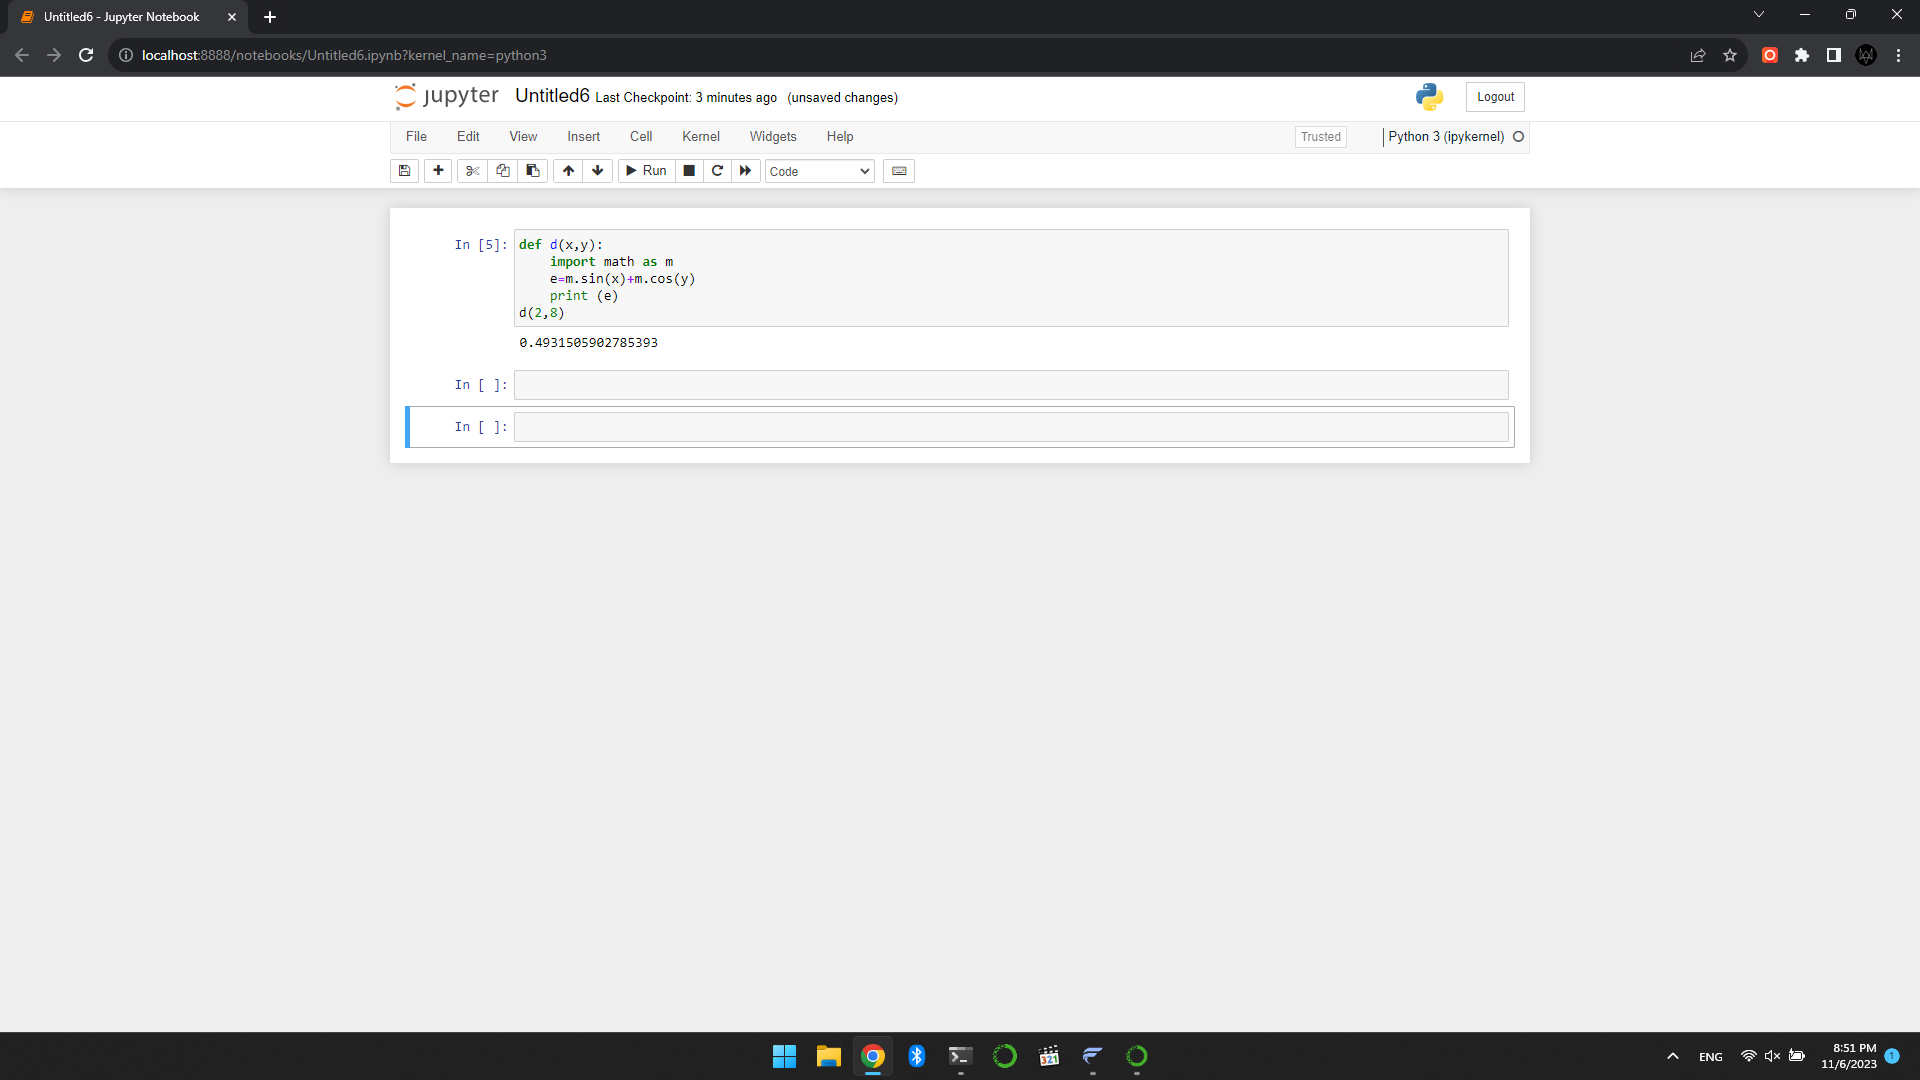 Untitled6 - Jupyter Notebook
localhost:8888/notebooks/Untitled6.ipynb?kernel_name=python3
jupyter Untitled6 Last Checkpoint: 3 minutes ago (unsaved changes)
Logout
File Edit View Insert Cell Kernel Widgets Help
Trusted
Python 3 (ipykernel)
Run
Code
In [5]: def d(x,y):
    import math as m
    e=m.sin(x)+m.cos(y)
    print (e)
d(2,8)
0.4931505902785393
In [ ]:
In [ ]:
321
ENG
8:51 PM
11/6/2023
1